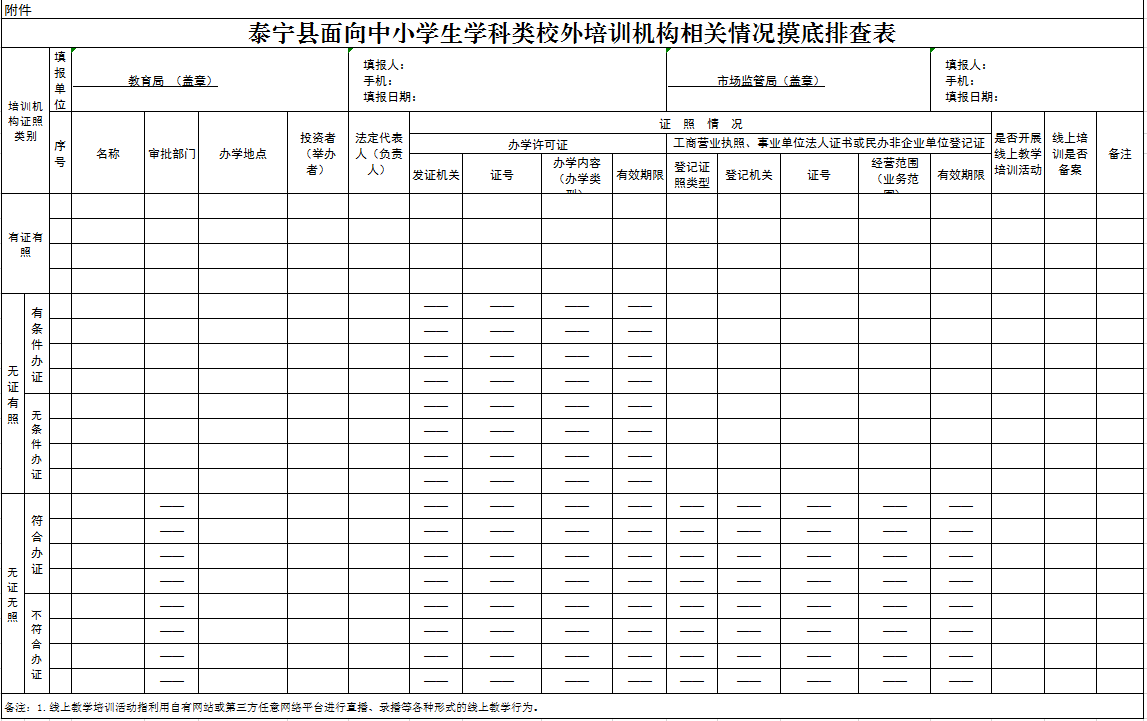 附件
泰宁县面向中小学生学科类校外培训机构相关情况摸底排查表
培训机构证照类别
填报单位
教育局 （盖章）
填报人：
手机：
填报日期：
市场监管局（盖章）
填报人：
手机：
填报日期：
序号
名称
审批部门
办学地点
投资者（举办者）
法定代表人（负责人）
证 照 情 况
办学许可证
工商营业执照、事业单位法人证书或民办非企业单位登记证
发证机关
证号
办学内容（办学类型）
有效期限
登记证照类型
登记机关
证号
经营范围（业务范围）
有效期限
是否开展线上教学培训活动
线上培训是否备案
备注
有证有照
无证有照
有条件办证
—— —— —— ——
—— —— —— ——
—— —— —— ——
—— —— —— ——
无条件办证
—— —— —— ——
—— —— —— ——
—— —— —— ——
—— —— —— ——
无证无照
符合办证
—— —— —— —— —— —— —— —— —— ——
—— —— —— —— —— —— —— —— —— ——
—— —— —— —— —— —— —— —— —— ——
—— —— —— —— —— —— —— —— —— ——
不符合办证
—— —— —— —— —— —— —— —— —— ——
—— —— —— —— —— —— —— —— —— ——
—— —— —— —— —— —— —— —— —— ——
—— —— —— —— —— —— —— —— —— ——
备注：1.线上教学培训活动指利用自有网站或第三方任意网络平台进行直播、录播等各种形式的线上教学行为。